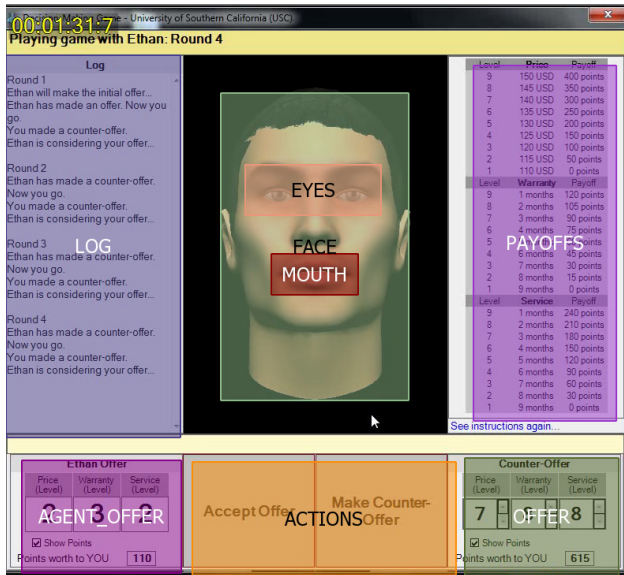 00:01:31:7
Game - University of Southern California (USC)
Playing game with Ethan: Round 4
Log
Round 1
Ethan will make the initial offer...
Ethan has made an offer. Now you
go.
You made a counter-offer.
Ethan is considering your offer...
Round 2
Ethan has made a counter-offer.
Now you go.
You made a counter-offer.
Ethan is considering your offer...
Round 3
Ethan has made a counter-offer.
Now you go.
You made a counter-offer.
Ethan is considering your offer...
Round 4
Ethan has made a counter-offer.
Now you go.
You made a counter-offer.
Ethan is considering your offer...
LOG
EYES
FACE
MOUTH
Level Price Payoff
9 150 USD 400 points
8 145 USD 350 points
7 140 USD 300 points
6 135 USD 250 points
5 130 USD 200 points
4 125 USD 150 points
3 120 USD 100 points
2 115 USD 50 points
1 110 USD 0 points
Level Warranty Payoff
9 1 months 120 points
8 2 months 105 points
7 3 months 90 points
6 4 months 75 points
5
4 6 months 45 points
3 7 months 30 points
2 8 months 15 points
1 9 months 0 points
PAYOFFS
Level Service Payoff
9 1 months 240 points
8 2 months 210 points
7 3 months 180 points
6 4 months 150 points
5 5 months 120 points
4 6 months 90 points
3 7 months 60 points
2 8 months 30 points
1 9 months 0 points
See instructions again...
Ethan Offer
Price Warranty Service
(Level) (Level) (Level)
2 3 2
AGENT_OFFER
Show Points
Points worth to YOU 110
Accept Offer
Make Counter-
Offer
ACTIONS
Counter-Offer
Price Warranty Service
(Level) (Level) (Level)
7 8
OFFER
Show Points
Points worth to YOU 615